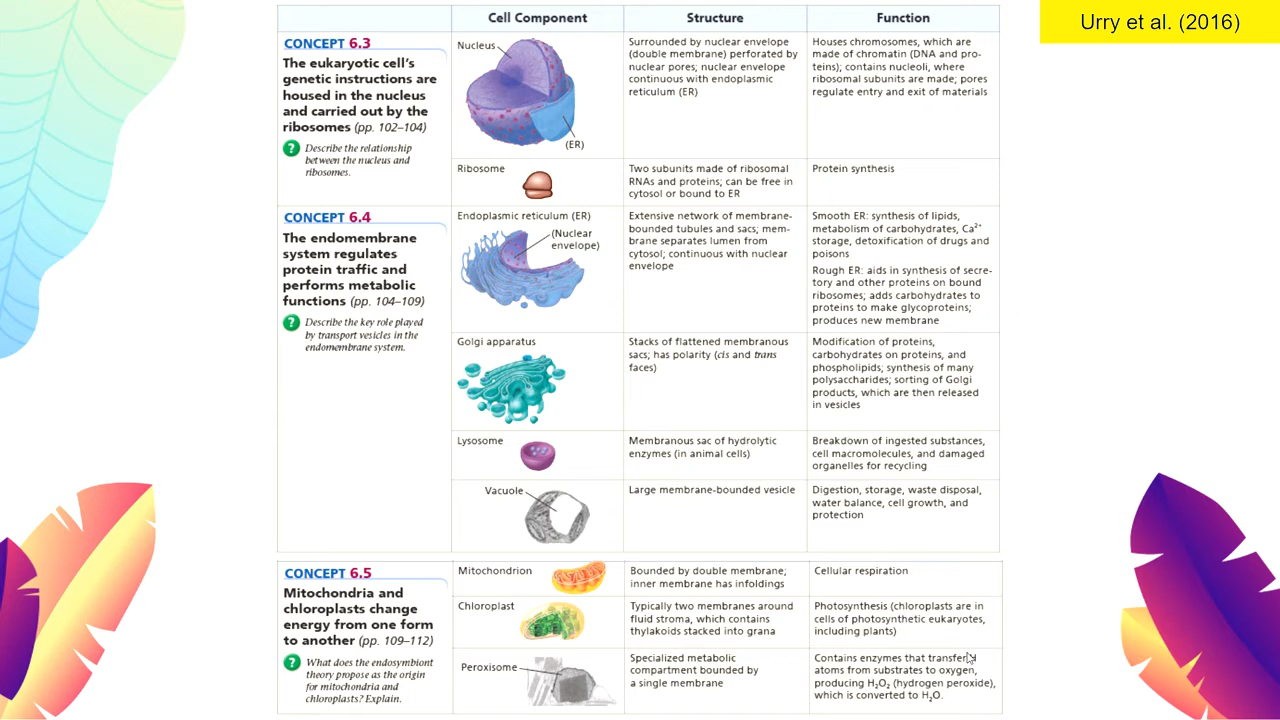 Urry et al. (2016)
Cell Component
Structure
Function
CONCEPT 6.3
The eukaryotic cell's
genetic instructions are
housed in the nucleus
and carried out by the
ribosomes (pp. 102–104)
? Describe the relationship
between the nucleus and
ribosomes.
Nucleus
(ER)
Surrounded by nuclear envelope
(double membrane) perforated by
nuclear pores; nuclear envelope
continuous with endoplasmic
reticulum (ER)
Houses chromosomes, which are
made of chromatin (DNA and pro-
teins); contains nucleoli, where
ribosomal subunits are made; pores
regulate entry and exit of materials
Ribosome
Two subunits made of ribosomal
RNAs and proteins; can be free in
cytosol or bound to ER
Protein synthesis
CONCEPT 6.4
The endomembrane
system regulates
protein traffic and
performs metabolic
functions (pp. 104–109)
? Describe the key role played
by transport vesicles in the
endomembrane system.
Endoplasmic reticulum (ER)
(Nuclear
envelope)
Extensive network of membrane-
bounded tubules and sacs; mem-
brane separates lumen from
cytosol; continuous with nuclear
envelope
Smooth ER: synthesis of lipids,
metabolism of carbohydrates, Ca²⁺
storage, detoxification of drugs and
poisons
Rough ER: aids in synthesis of secre-
tory and other proteins on bound
ribosomes; adds carbohydrates to
proteins to make glycoproteins;
produces new membrane
Golgi apparatus
Stacks of flattened membranous
sacs; has polarity (cis and trans
faces)
Modification of proteins,
carbohydrates on proteins, and
phospholipids; synthesis of many
polysaccharides; sorting of Golgi
products, which are then released
in vesicles
Lysosome
Membranous sac of hydrolytic
enzymes (in animal cells)
Breakdown of ingested substances,
cell macromolecules, and damaged
organelles for recycling
Vacuole
Large membrane-bounded vesicle
Digestion, storage, waste disposal,
water balance, cell growth, and
protection
CONCEPT 6.5
Mitochondria and
chloroplasts change
energy from one form
to another (pp. 109–112)
? What does the endosymbiont
theory propose as the origin
for mitochondria and
chloroplasts? Explain.
Mitochondrion
Bounded by double membrane;
inner membrane has infoldings
Cellular respiration
Chloroplast
Typically two membranes around
fluid stroma, which contains
thylakoids stacked into grana
Photosynthesis (chloroplasts are in
cells of photosynthetic eukaryotes,
including plants)
Peroxisome
Specialized metabolic
compartment bounded by
a single membrane
Contains enzymes that transfer H
atoms from substrates to oxygen,
producing H₂O₂ (hydrogen peroxide),
which is converted to H₂O.